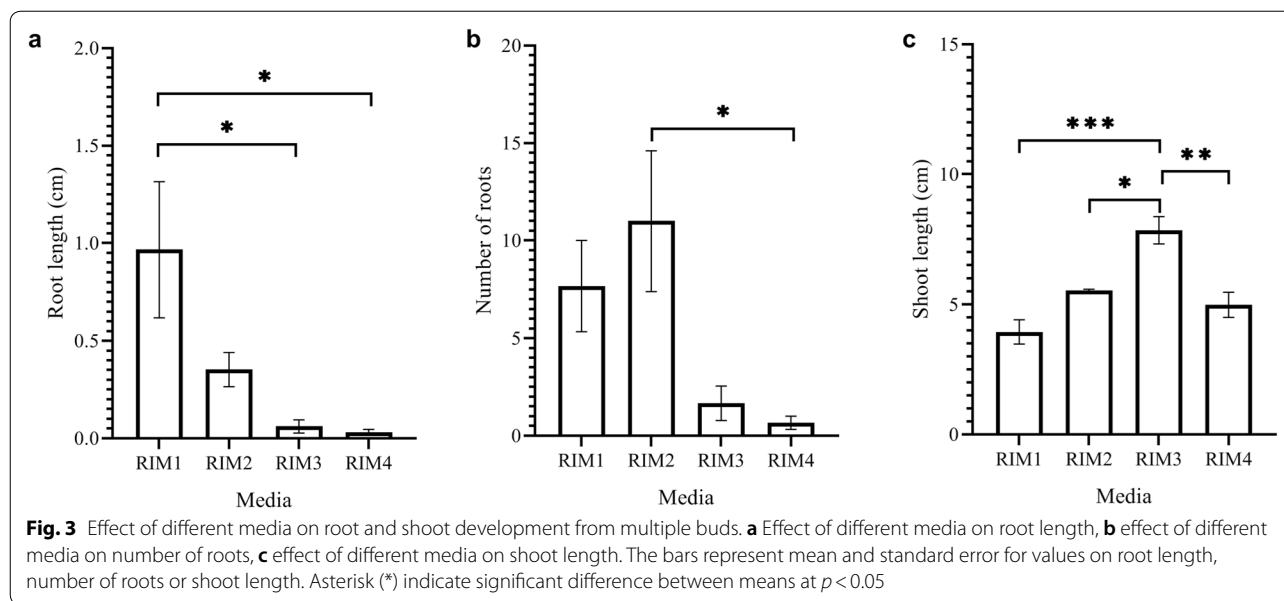 a
2.0
1.5
1.0
0.5
0.0
Root length (cm)
*
*
RIM1 RIM2 RIM3 RIM4
Media
b
20
15
10
5
0
Number of roots
*
RIM1 RIM2 RIM3 RIM4
Media
c
15
10
5
0
Shoot length (cm)
***
**
*
RIM1 RIM2 RIM3 RIM4
Media
Fig. 3 Effect of different media on root and shoot development from multiple buds. a Effect of different media on root length, b effect of different
media on number of roots, c effect of different media on shoot length. The bars represent mean and standard error for values on root length,
number of roots or shoot length. Asterisk (*) indicate significant difference between means at p < 0.05